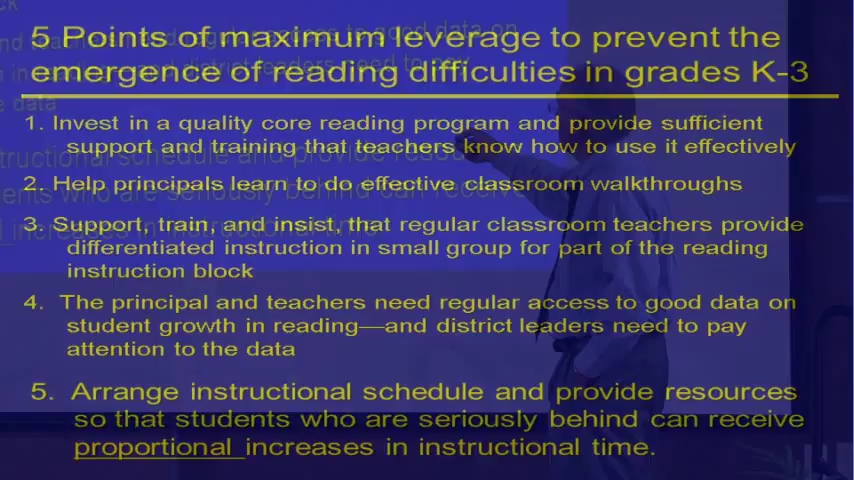 5 Points of maximum leverage to prevent the
emergence of reading difficulties in grades K-3
1. Invest in a quality core reading program and provide sufficient
support and training that teachers know how to use it effectively
2. Help principals learn to do effective classroom walkthroughs
3. Support, train, and insist, that regular classroom teachers provide
differentiated instruction in small group for part of the reading
instruction block
4. The principal and teachers need regular access to good data on
student growth in reading—and district leaders need to pay
attention to the data
5. Arrange instructional schedule and provide resources
so that students who are seriously behind can receive
proportional increases in instructional time.